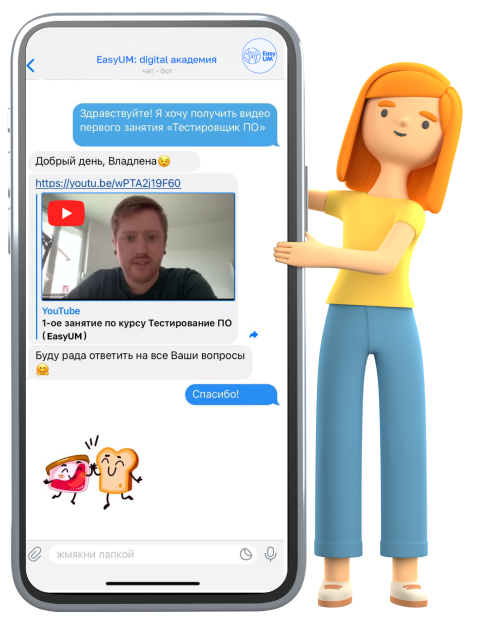 EasyUM: digital академия
чат - бот
Easy
UM
Здравствуйте! Я хочу получить видео
первого занятия «Тестировщик ПО»
Добрый день, Владлена😉
https://youtu.be/wPTA2j19F60
YouTube
1-ое занятие по курсу Тестирование ПО
(EasyUM)
Буду рада ответить на все Ваши вопросы
🤗
Спасибо!
жмякни лапкой